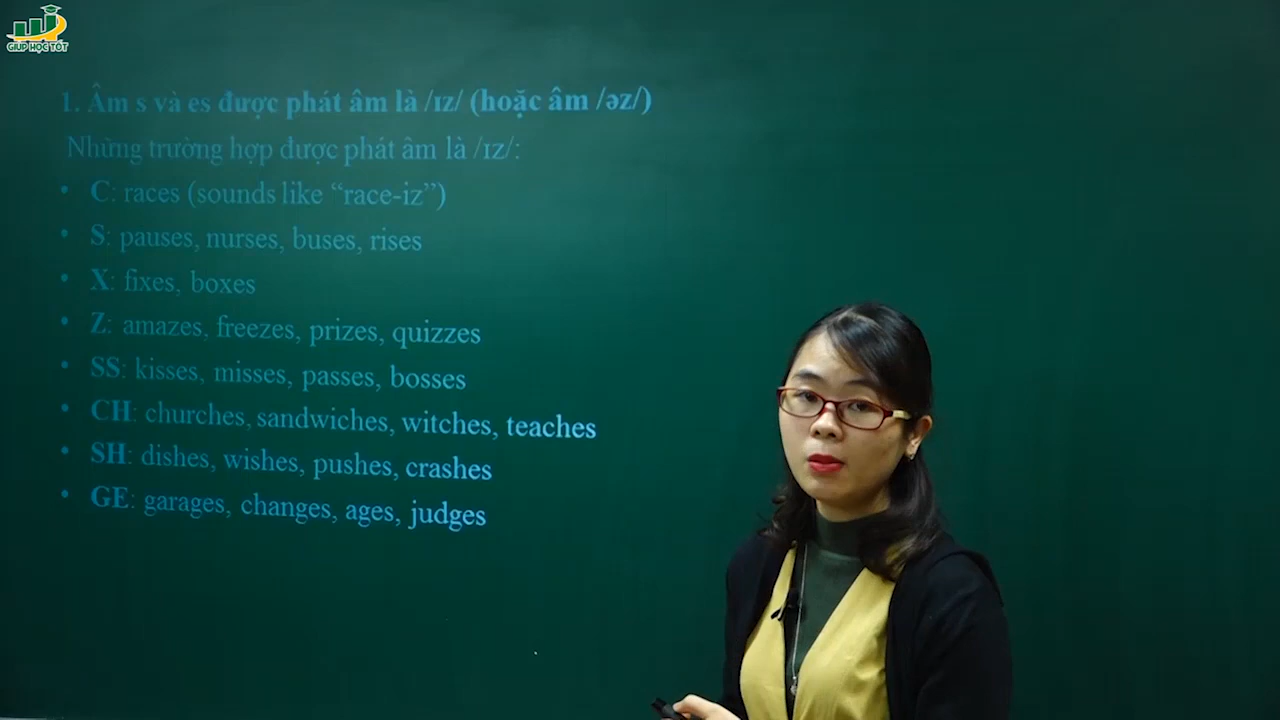 GIUP HỌC TỐT
1. Âm s và es được phát âm là /ɪz/ (hoặc âm /əz/)
Những trường hợp được phát âm là /ɪz/:
• C: races (sounds like “race-iz”)
• S: pauses, nurses, buses, rises
• X: fixes, boxes
• Z: amazes, freezes, prizes, quizzes
• SS: kisses, misses, passes, bosses
• CH: churches, sandwiches, witches, teaches
• SH: dishes, wishes, pushes, crashes
• GE: garages, changes, ages, judges